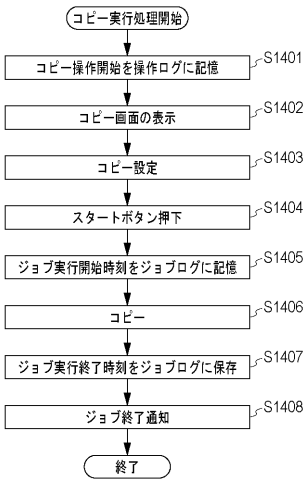 コピー実行処理開始
コピー操作開始を操作ログに記憶
S1401
コピー画面の表示
S1402
コピー設定
S1403
スタートボタン押下
S1404
ジョブ実行開始時刻をジョブログに記憶
S1405
コピー
S1406
ジョブ実行終了時刻をジョブログに保存
S1407
ジョブ終了通知
S1408
終了